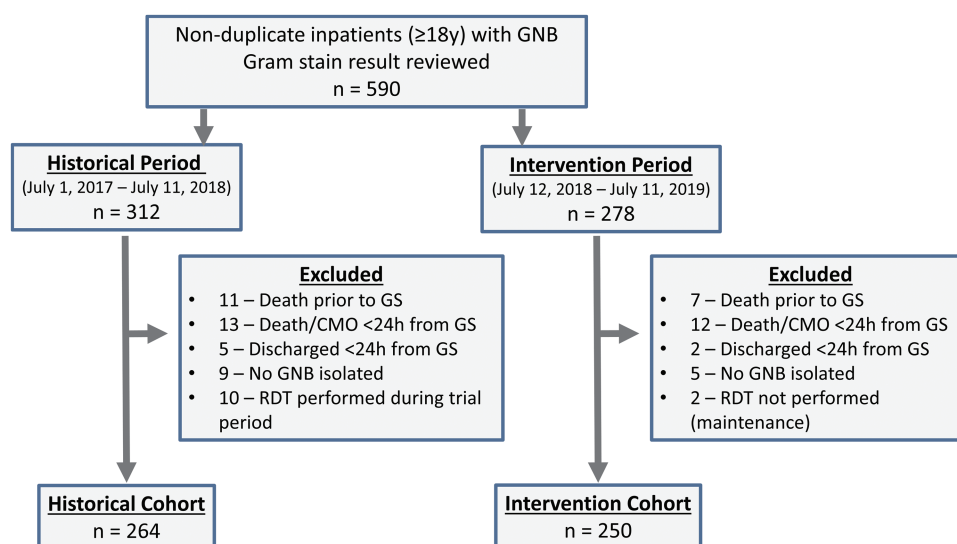 Non-duplicate inpatients (≥18y) with GNB
Gram stain result reviewed
n = 590
Historical Period
(July 1, 2017 – July 11, 2018)
n = 312
Intervention Period
(July 12, 2018 – July 11, 2019)
n = 278
Excluded
• 11 – Death prior to GS
• 13 – Death/CMO <24h from GS
• 5 – Discharged <24h from GS
• 9 – No GNB isolated
• 10 – RDT performed during trial
period
Excluded
• 7 – Death prior to GS
• 12 – Death/CMO <24h from GS
• 2 – Discharged <24h from GS
• 5 – No GNB isolated
• 2 – RDT not performed
(maintenance)
Historical Cohort
n = 264
Intervention Cohort
n = 250